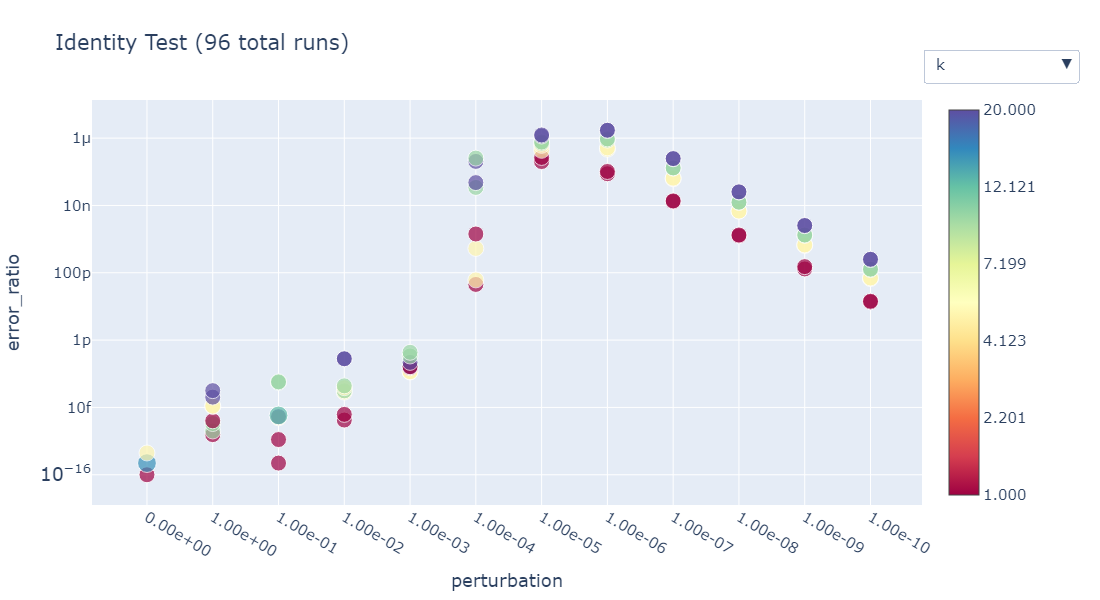 Identity Test (96 total runs)
k ▼
error_ratio
1μ
10n
100p
1p
10f
10−16
0.00e+00
1.00e+00
1.00e-01
1.00e-02
1.00e-03
1.00e-04
1.00e-05
1.00e-06
1.00e-07
1.00e-08
1.00e-09
1.00e-10
perturbation
20.000
12.121
7.199
4.123
2.201
1.000